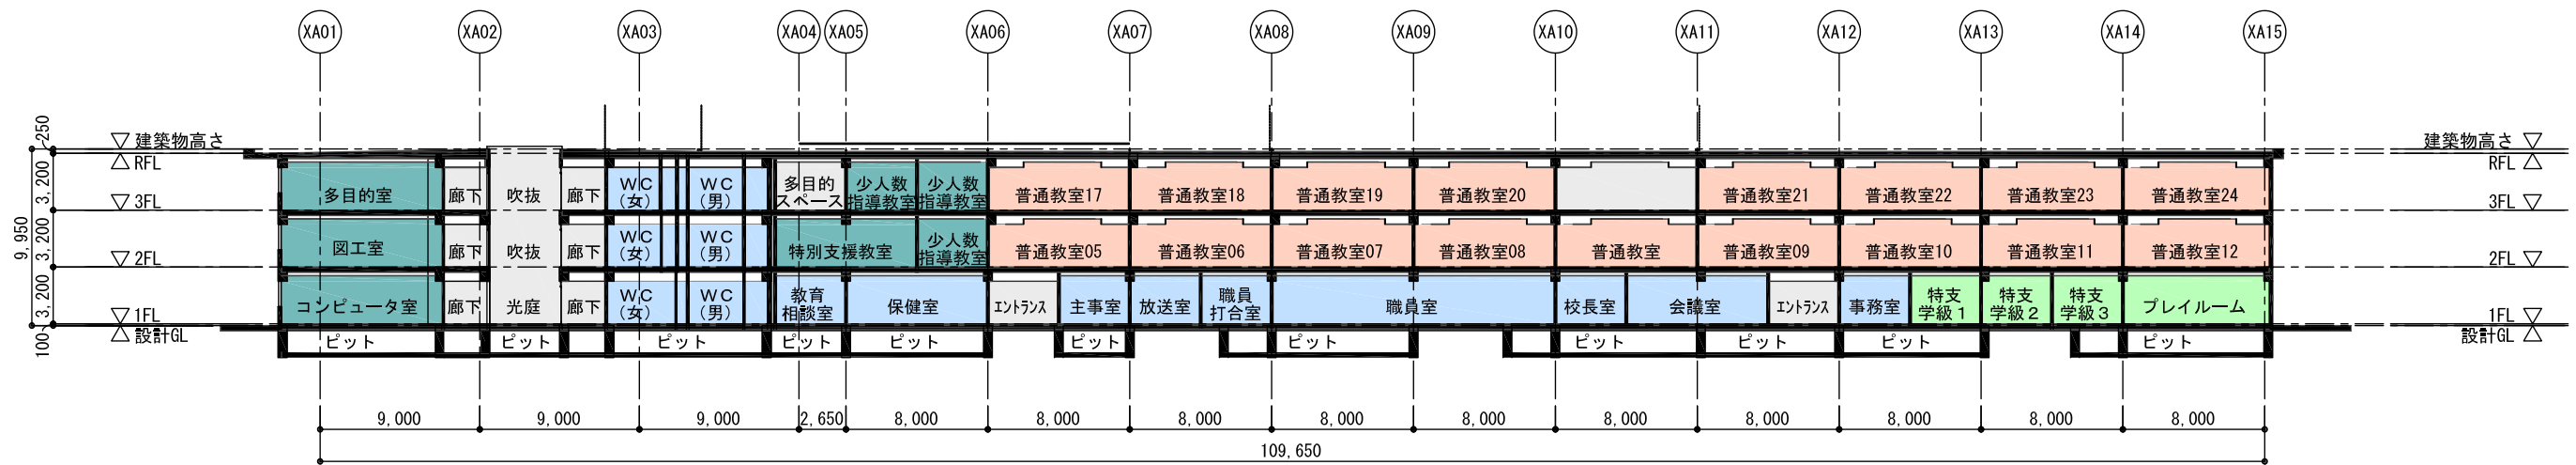 XA01 XA02 XA03 XA04 XA05 XA06 XA07 XA08 XA09 XA10 XA11 XA12 XA13 XA14 XA15
250
建築物高さ
建築物高さ
RFL
RFL
3,200
多目的室 廊下 吹抜 廊下 WC（女） WC（男） 多目的スペース 少人数指導教室 少人数指導教室 普通教室17 普通教室18 普通教室19 普通教室20 普通教室21 普通教室22 普通教室23 普通教室24
3FL
3FL
9,950
3,200
図工室 廊下 吹抜 廊下 WC（女） WC（男） 特別支援教室 少人数指導教室 普通教室05 普通教室06 普通教室07 普通教室08 普通教室 普通教室09 普通教室10 普通教室11 普通教室12
2FL
2FL
3,200
コンピュータ室 廊下 光庭 廊下 WC（女） WC（男） 教育相談室 保健室 エントランス 主事室 放送室 職員打合室 職員室 校長室 会議室 エントランス 事務室 特支学級1 特支学級2 特支学級3 プレイルーム
1FL
1FL
100
設計GL
設計GL
ピット ピット ピット ピット ピット ピット ピット ピット ピット ピット ピット
9,000 9,000 9,000 2,650 8,000 8,000 8,000 8,000 8,000 8,000 8,000 8,000 8,000 8,000
109,650